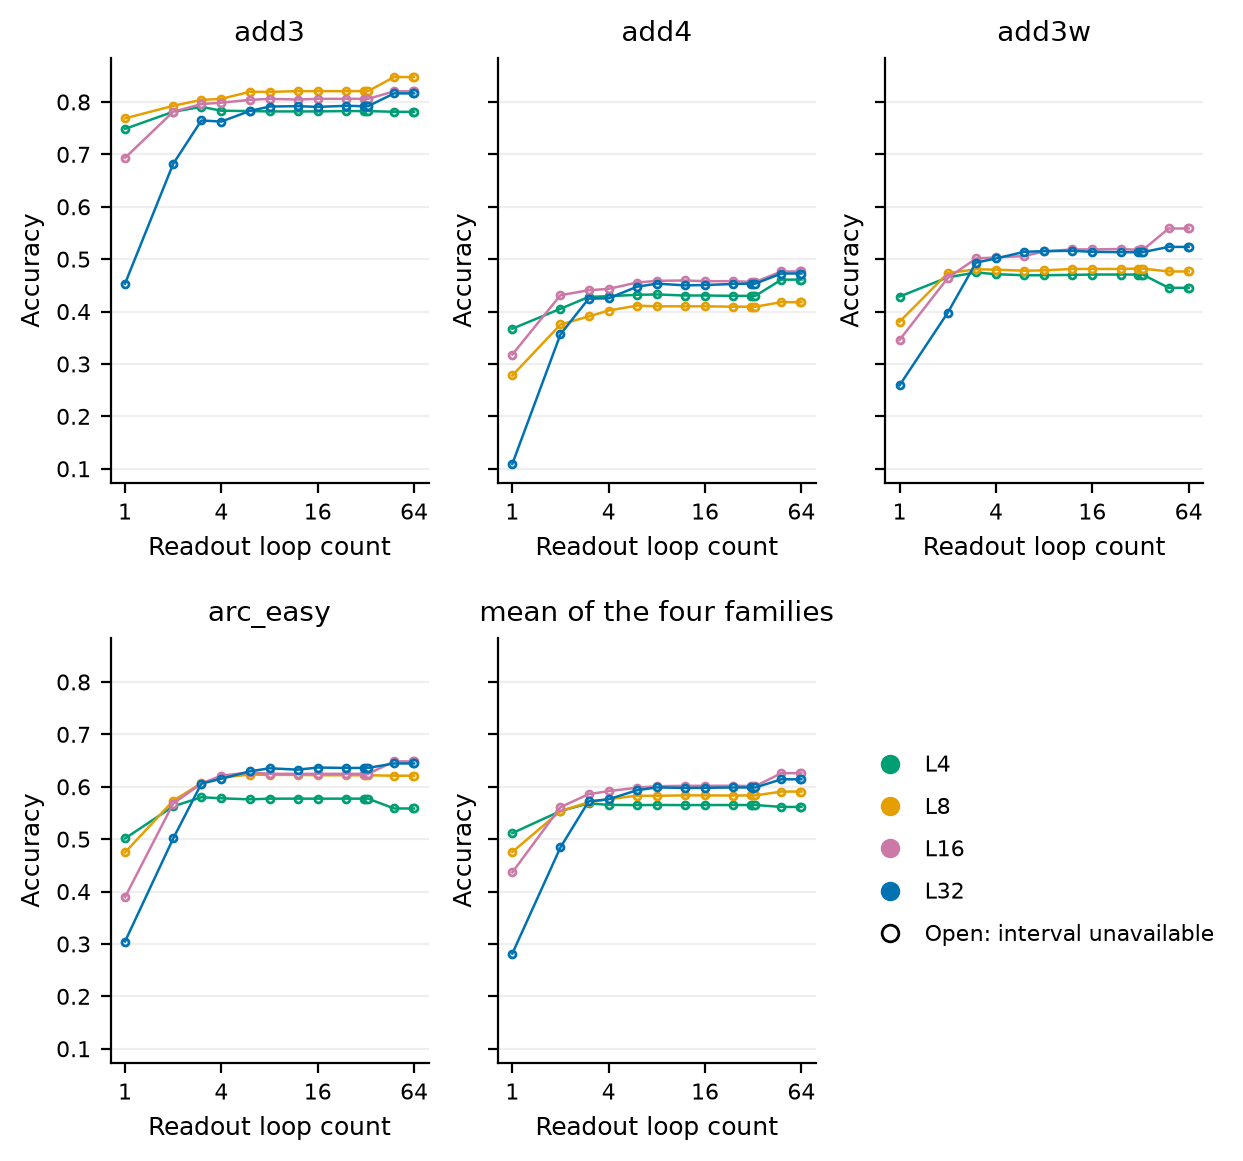 add3
add4
add3w
Accuracy
0.8
0.7
0.6
0.5
0.4
0.3
0.2
0.1
1 4 16 64
Readout loop count
Accuracy
1 4 16 64
Readout loop count
Accuracy
1 4 16 64
Readout loop count
arc_easy
mean of the four families
Accuracy
0.8
0.7
0.6
0.5
0.4
0.3
0.2
0.1
1 4 16 64
Readout loop count
Accuracy
1 4 16 64
Readout loop count
L4
L8
L16
L32
Open: interval unavailable